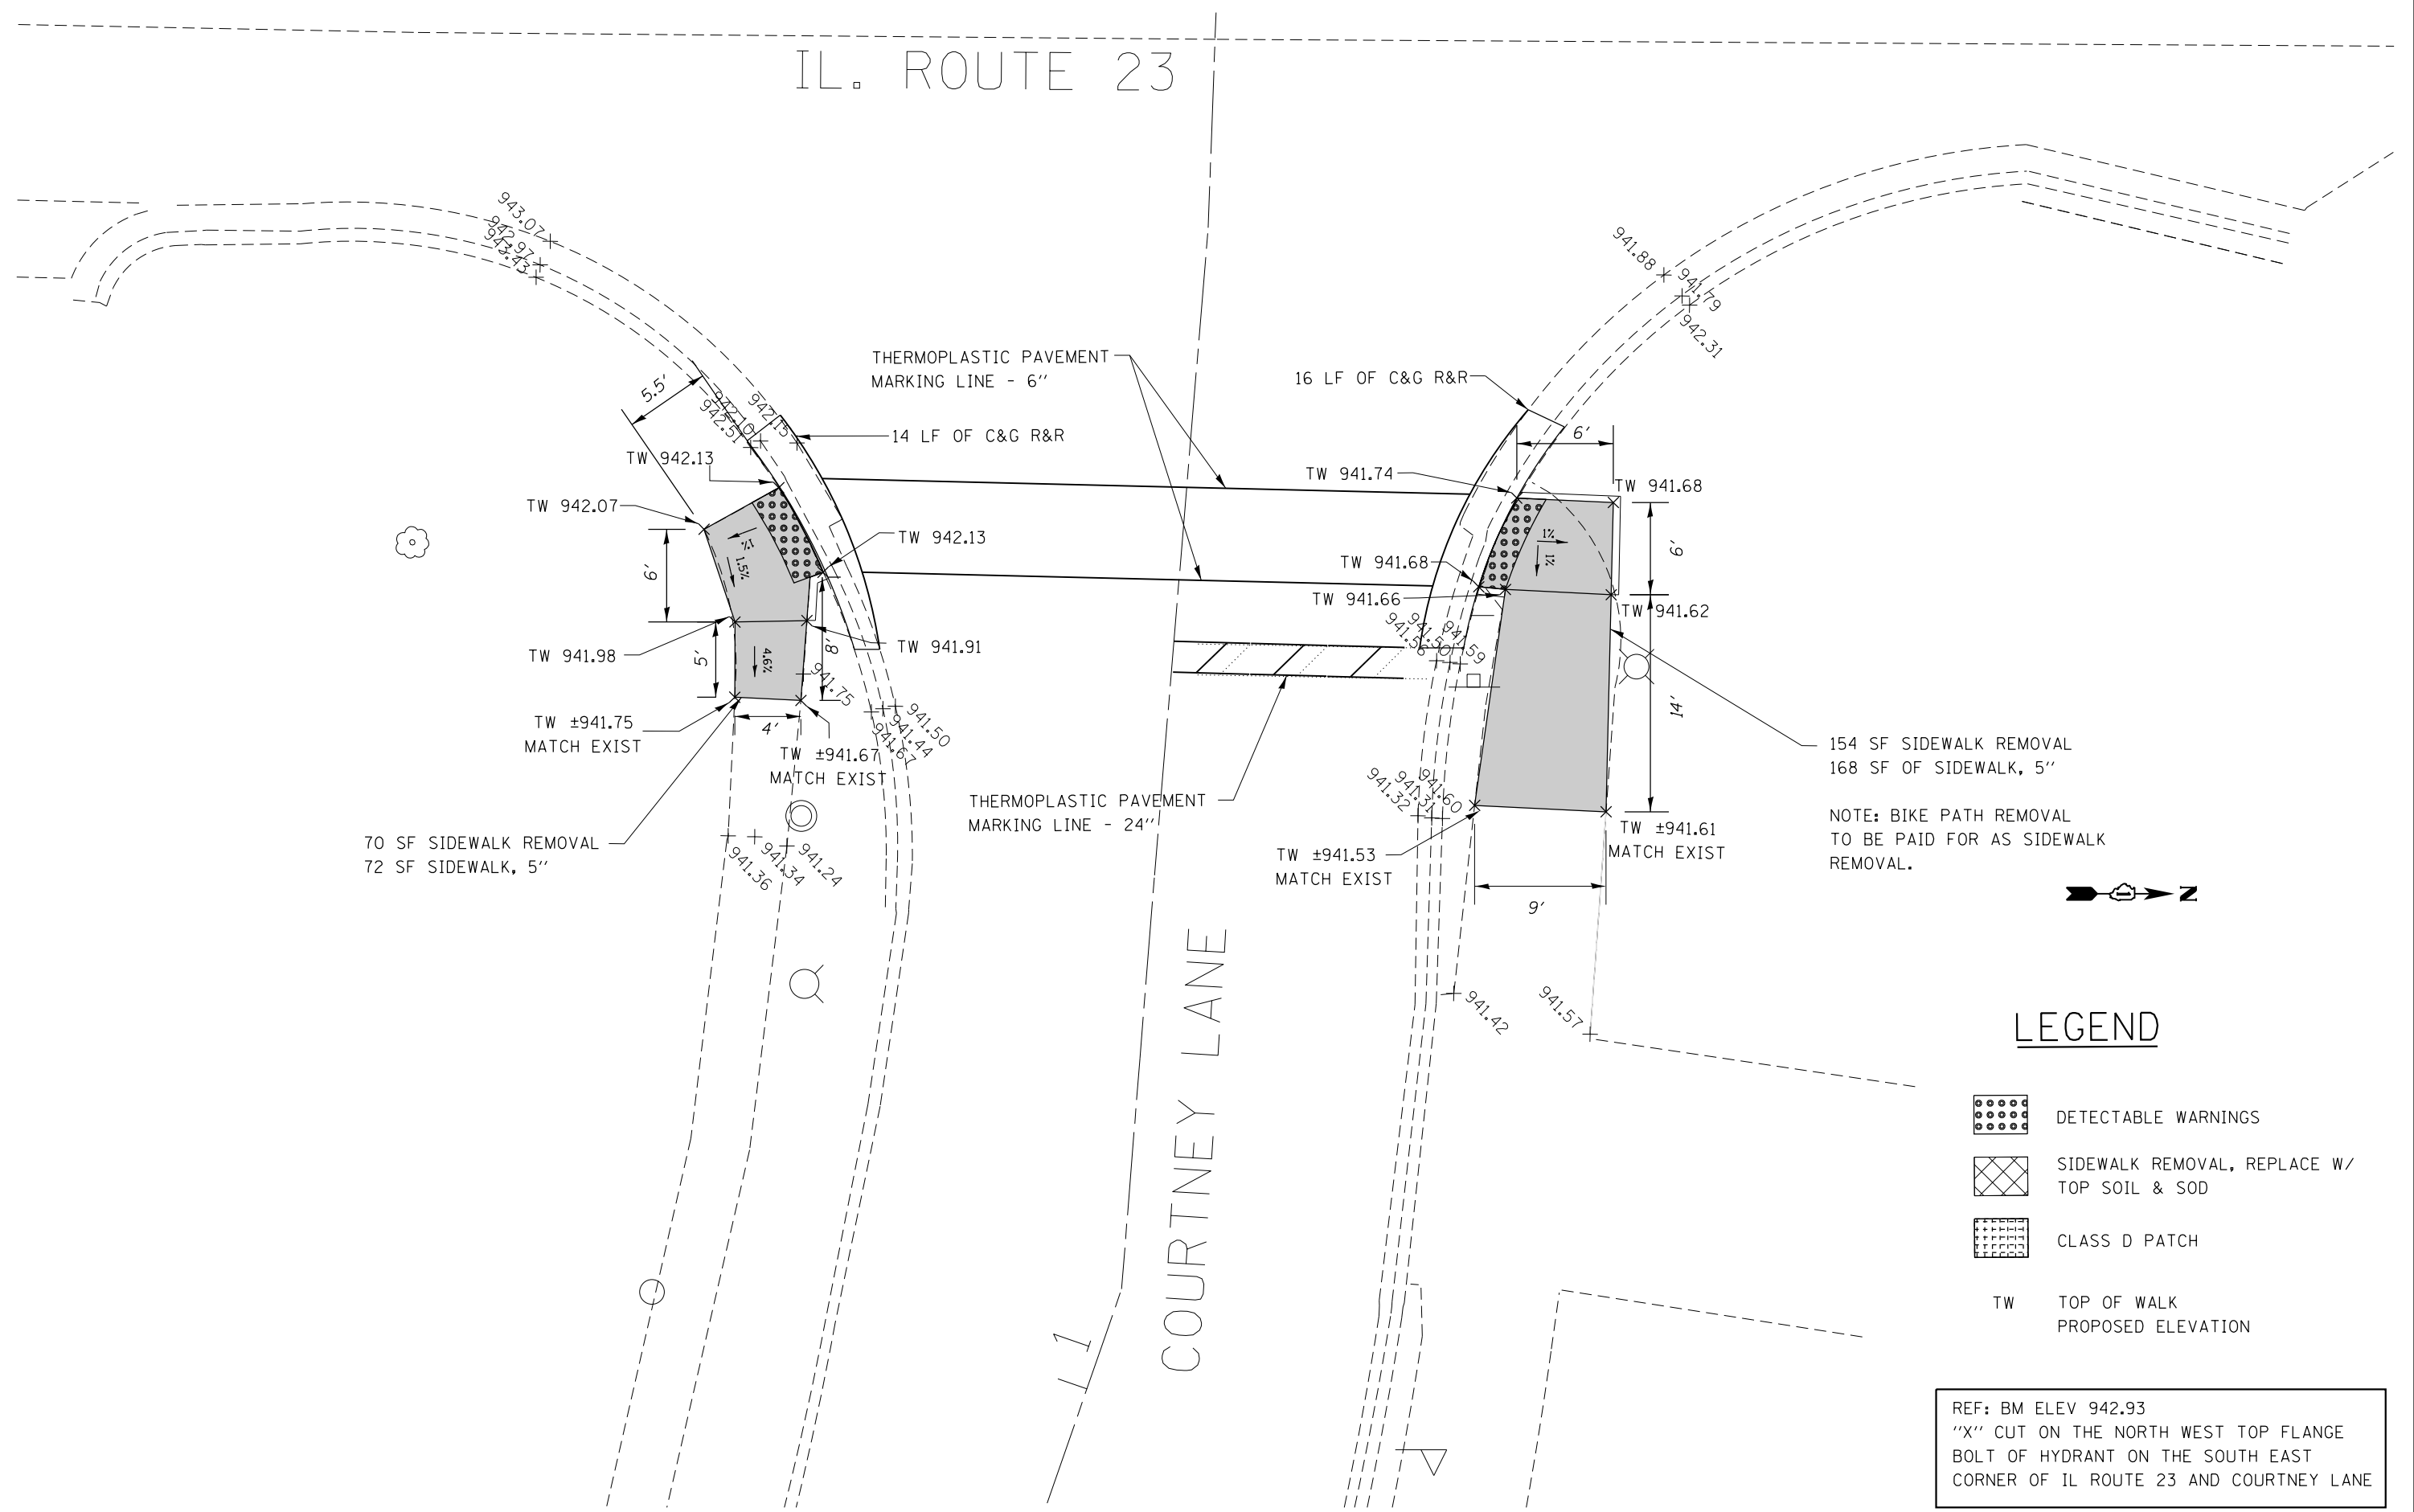 IL. ROUTE 23
943.07
942.97
943.43
941.88
941.79
942.31
THERMOPLASTIC PAVEMENT
MARKING LINE - 6"
16 LF OF C&G R&R
5.5'
942.10
942.51
942.15
14 LF OF C&G R&R
6'
TW 942.13
TW 941.74
TW 941.68
TW 942.07
TW 942.13
1%
1.5%
6'
1%
1%
6'
TW 941.68
TW 941.66
TW 941.62
TW 941.98
TW 941.91
5'
4.6%
8'
941.56
941.50
941.59
941.75
14'
TW ±941.75
MATCH EXIST
4'
TW ±941.67
MATCH EXIST
941.50
941.44
941.67
154 SF SIDEWALK REMOVAL
168 SF OF SIDEWALK, 5"
THERMOPLASTIC PAVEMENT
MARKING LINE - 24"
941.32
941.31
941.60
NOTE: BIKE PATH REMOVAL
TO BE PAID FOR AS SIDEWALK
REMOVAL.
TW ±941.61
MATCH EXIST
70 SF SIDEWALK REMOVAL
72 SF SIDEWALK, 5"
941.36
941.34
941.24
TW ±941.53
MATCH EXIST
9'
N
COURTNEY LANE
941.42
941.57
LEGEND
DETECTABLE WARNINGS
SIDEWALK REMOVAL, REPLACE W/
TOP SOIL & SOD
CLASS D PATCH
TW TOP OF WALK
PROPOSED ELEVATION
1
REF: BM ELEV 942.93
"X" CUT ON THE NORTH WEST TOP FLANGE
BOLT OF HYDRANT ON THE SOUTH EAST
CORNER OF IL ROUTE 23 AND COURTNEY LANE